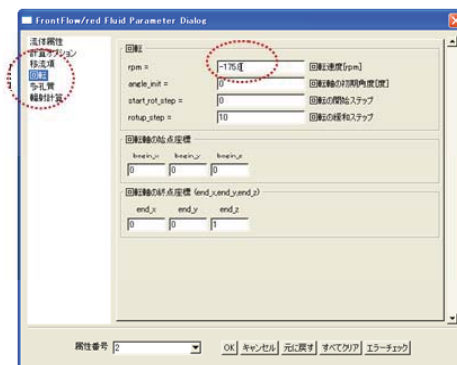 FrontFlow/red Fluid Parameter Dialog
流体属性
計算オプション
移流項
回転
多孔質
輻射計算
回転
rpm = -175.0 回転速度[rpm]
angle_init = 0 回転軸の初期角度[度]
start_rot_step = 0 回転の開始ステップ
rotup_step = 10 回転の緩和ステップ
回転軸の始点座標
begin_x begin_y begin_z
0 0 0
回転軸の終点座標 (end_x,end_y,end_z)
end_x end_y end_z
0 0 1
属性番号 2 OK キャンセル 元に戻す すべてクリア エラーチェック